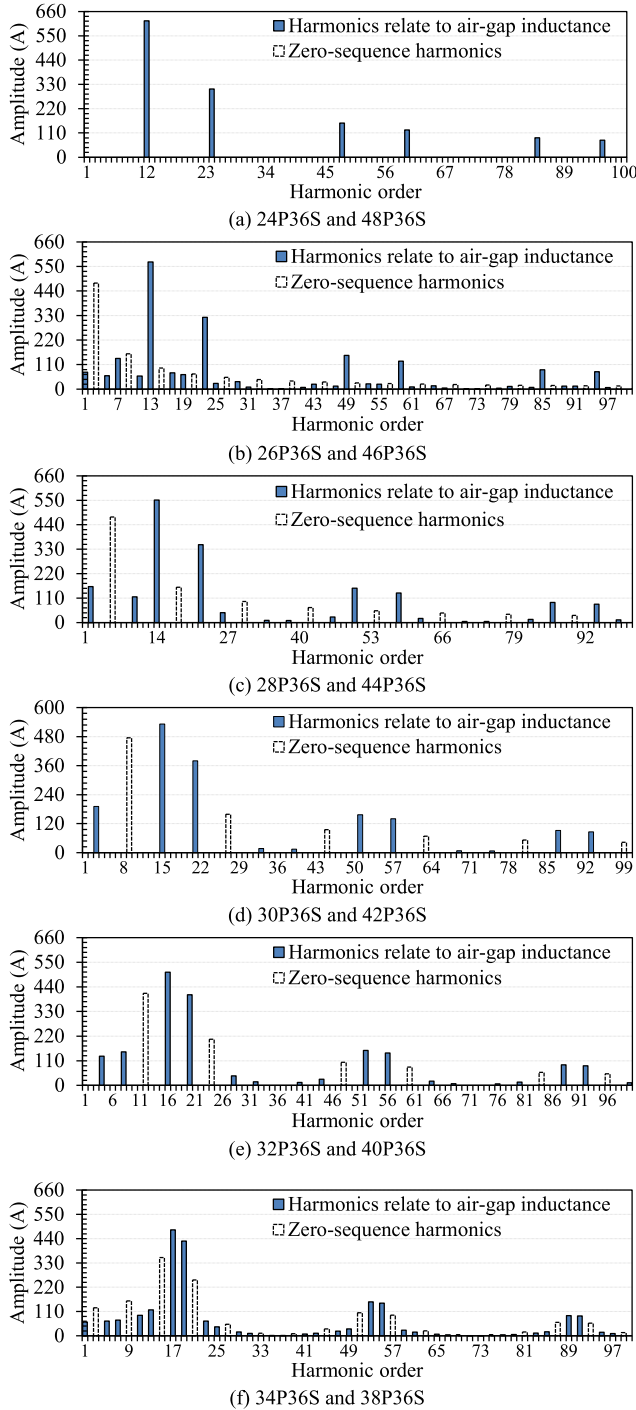 660
550
440
330
220
110
0
Amplitude (A)
Harmonics relate to air-gap inductance
Zero-sequence harmonics
1 12 23 34 45 56 67 78 89 100
Harmonic order
(a) 24P36S and 48P36S
660
550
440
330
220
110
0
Amplitude (A)
Harmonics relate to air-gap inductance
Zero-sequence harmonics
1 7 13 19 25 31 37 43 49 55 61 67 73 79 85 91 97
Harmonic order
(b) 26P36S and 46P36S
660
550
440
330
220
110
0
Amplitude (A)
Harmonics relate to air-gap inductance
Zero-sequence harmonics
1 14 27 40 53 66 79 92
Harmonic order
(c) 28P36S and 44P36S
600
480
360
240
120
0
Amplitude (A)
Harmonics relate to air-gap inductance
Zero-sequence harmonics
1 8 15 22 29 36 43 50 57 64 71 78 85 92 99
Harmonic order
(d) 30P36S and 42P36S
660
550
440
330
220
110
0
Amplitude (A)
Harmonics relate to air-gap inductance
Zero-sequence harmonics
1 6 11 16 21 26 31 36 41 46 51 56 61 66 71 76 81 86 91 96
Harmonic order
(e) 32P36S and 40P36S
660
550
440
330
220
110
0
Amplitude (A)
Harmonics relate to air-gap inductance
Zero-sequence harmonics
1 9 17 25 33 41 49 57 65 73 81 89 97
Harmonic order
(f) 34P36S and 38P36S